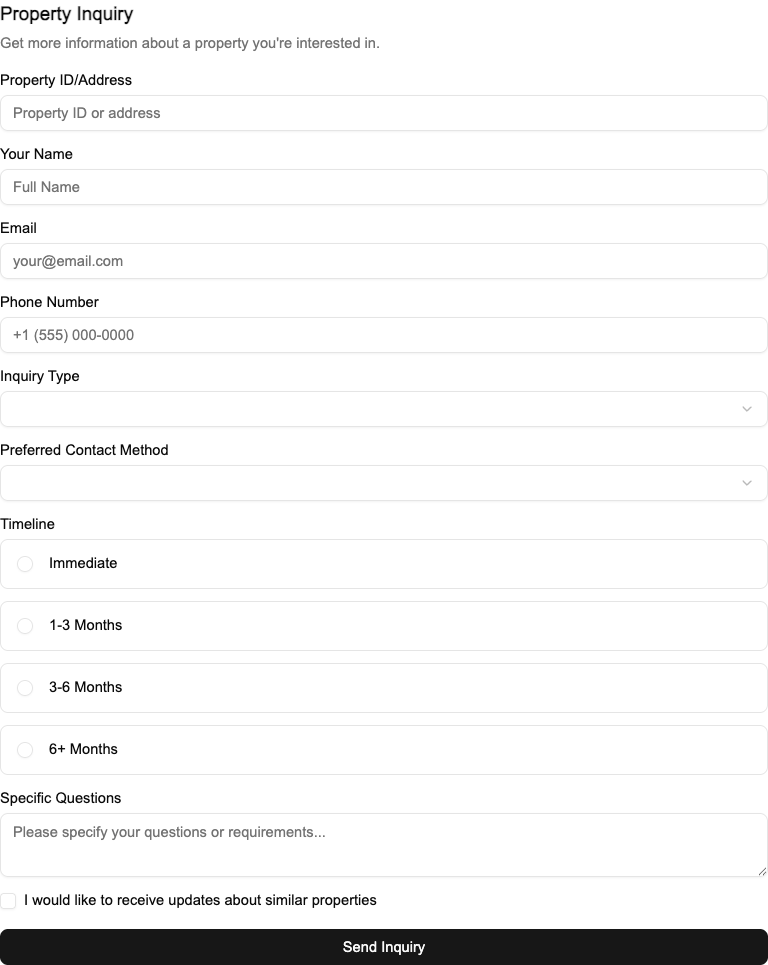 Property Inquiry
Get more information about a property you're interested in.
Property ID/Address
Property ID or address
Your Name
Full Name
Email
your@email.com
Phone Number
+1 (555) 000-0000
Inquiry Type
Preferred Contact Method
Timeline
Immediate
1-3 Months
3-6 Months
6+ Months
Specific Questions
Please specify your questions or requirements...
I would like to receive updates about similar properties
Send Inquiry